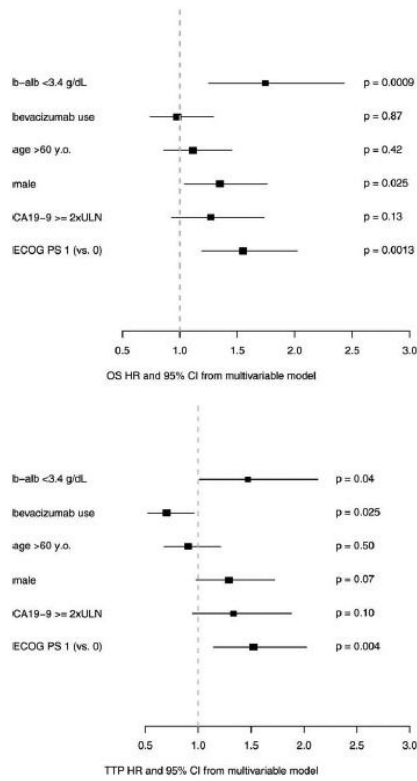 b-alb <3.4 g/dL p = 0.0009
bevacizumab use p = 0.87
age >60 y.o. p = 0.42
male p = 0.025
CA19-9 >= 2xULN p = 0.13
ECOG PS 1 (vs. 0) p = 0.0013
0.5 1.0 1.5 2.0 2.5 3.0
OS HR and 95% CI from multivariable model
b-alb <3.4 g/dL p = 0.04
bevacizumab use p = 0.025
age >60 y.o. p = 0.50
male p = 0.07
CA19-9 >= 2xULN p = 0.10
ECOG PS 1 (vs. 0) p = 0.004
0.5 1.0 1.5 2.0 2.5 3.0
TTP HR and 95% CI from multivariable model